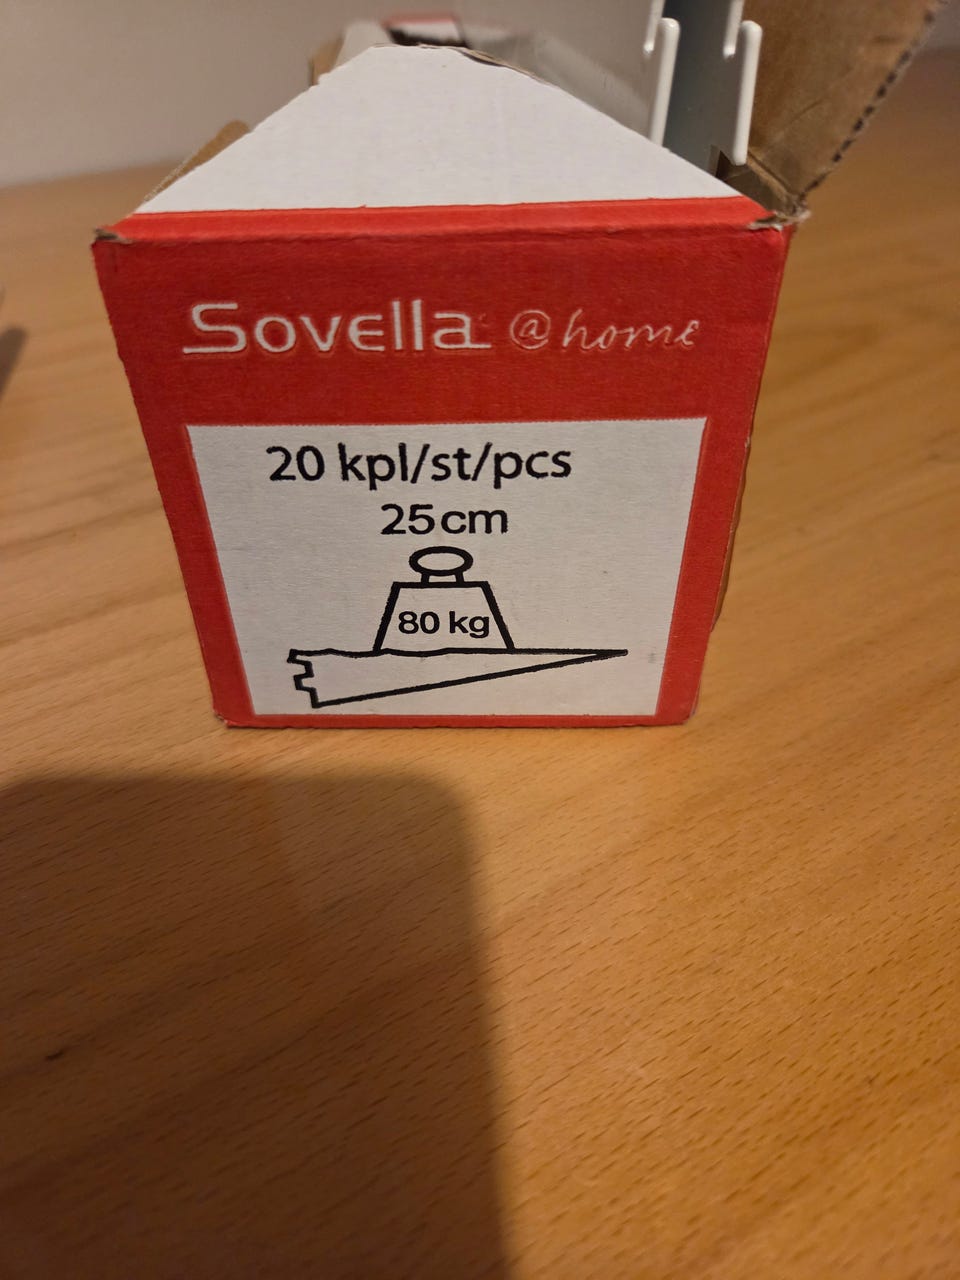 Sovella @home
20 kpl/st/pcs
25cm
80 kg